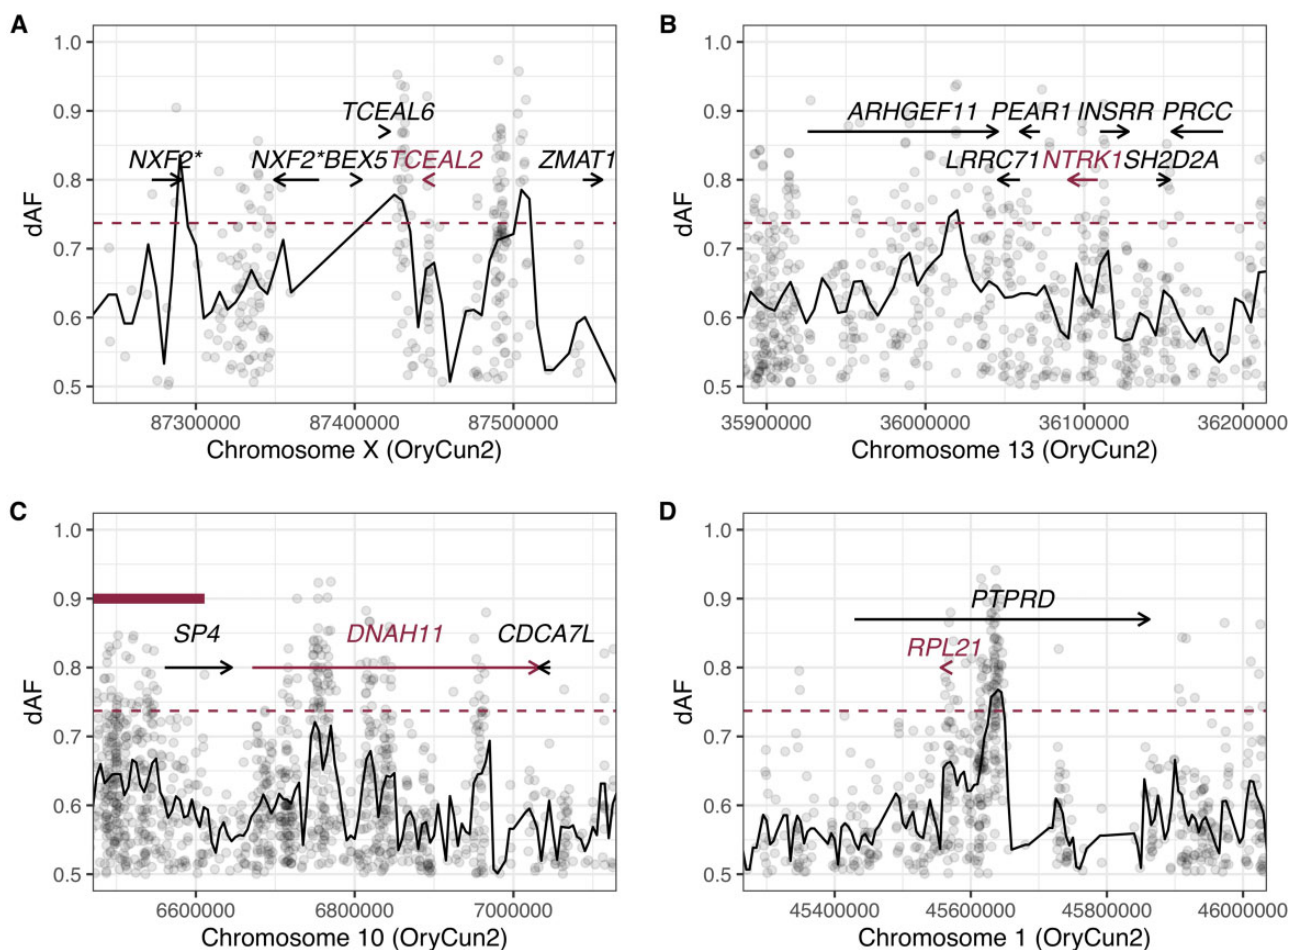 A
dAF
1.0
0.9
0.8
0.7
0.6
0.5
TCEAL6
NXF2* NXF2* BEX5 TCEAL2 ZMAT1
87300000 87400000 87500000
Chromosome X (OryCun2)
B
dAF
1.0
0.9
0.8
0.7
0.6
0.5
ARHGEF11 PEAR1 INSRR PRCC
LRRC71 NTRK1 SH2D2A
35900000 36000000 36100000 36200000
Chromosome 13 (OryCun2)
C
dAF
1.0
0.9
0.8
0.7
0.6
0.5
SP4 DNAH11 CDCA7L
6600000 6800000 7000000
Chromosome 10 (OryCun2)
D
dAF
1.0
0.9
0.8
0.7
0.6
0.5
PTPRD
RPL21
45400000 45600000 45800000 46000000
Chromosome 1 (OryCun2)